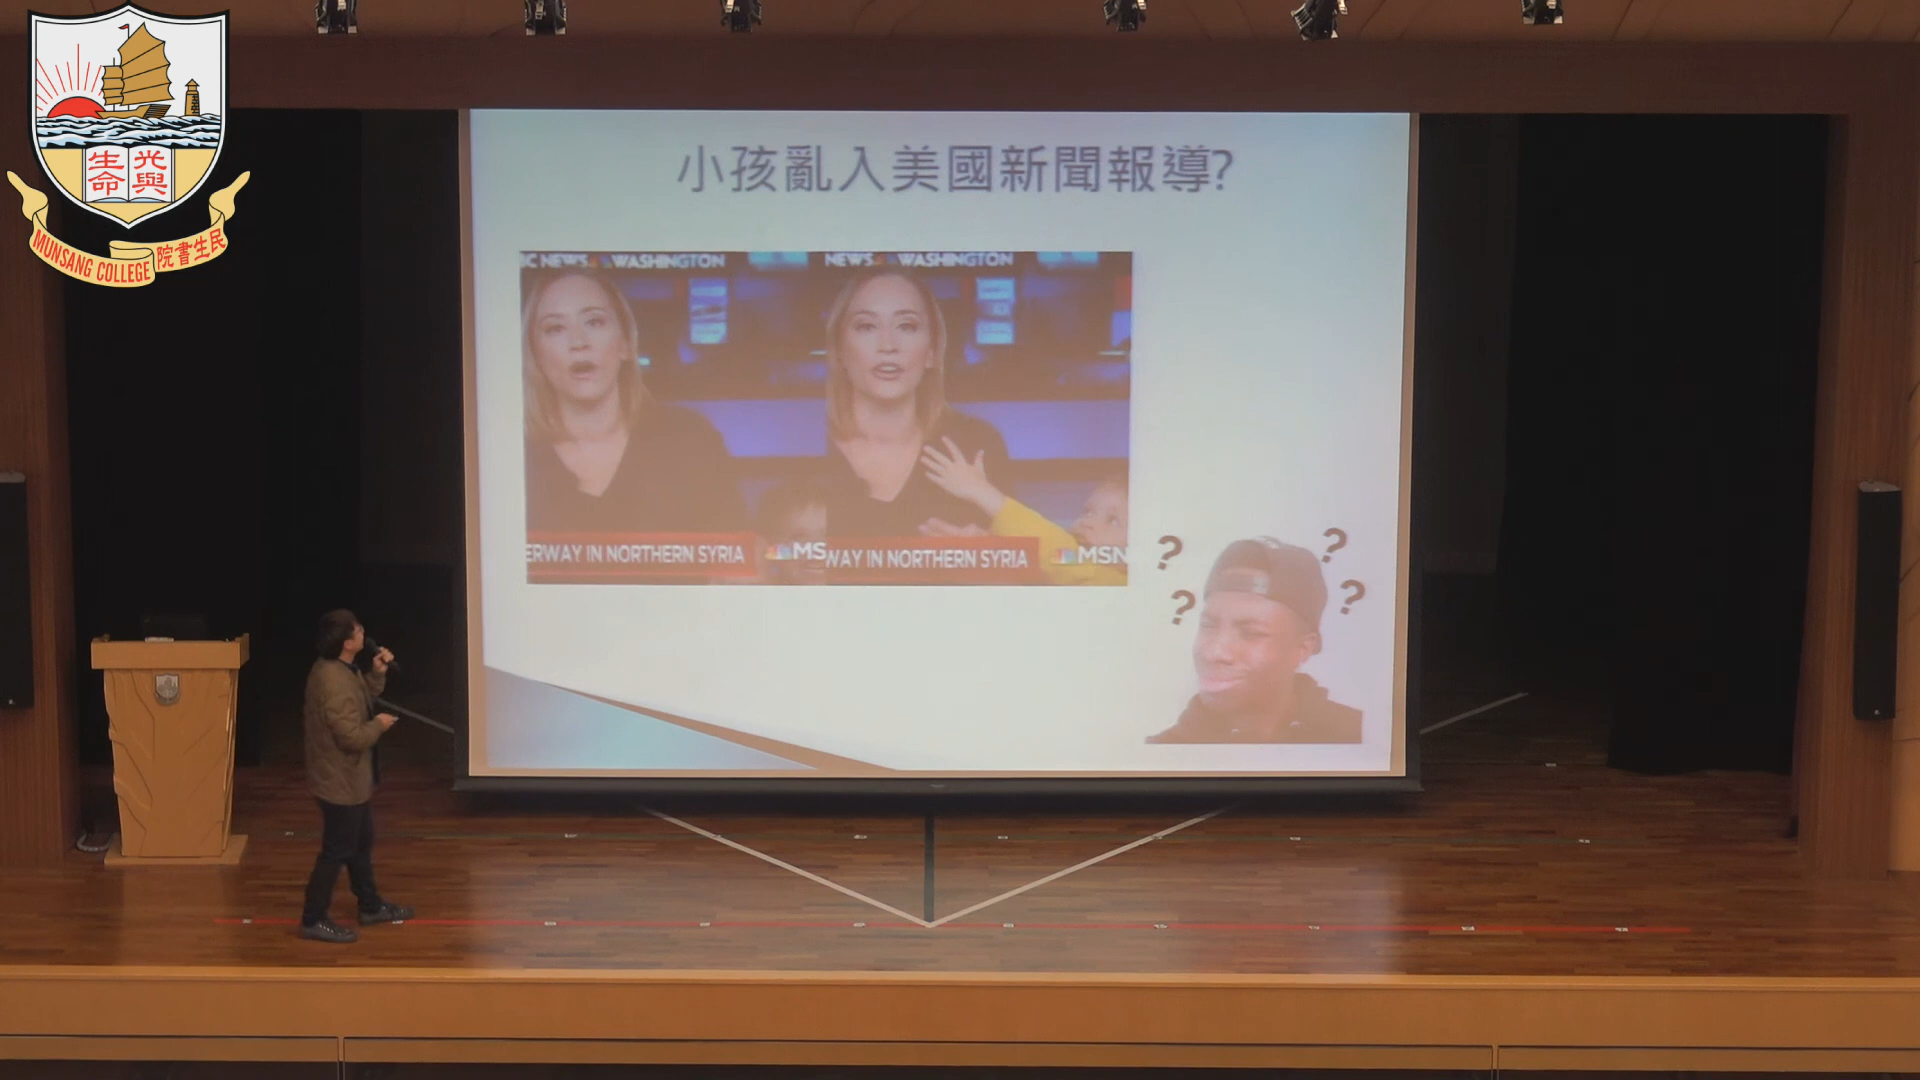 生命
光與
MUNSANG COLLEGE 院書生民
小孩亂入美國新聞報導?
C NEWS WASHINGTON
NEWS WASHINGTON
ERWAY IN NORTHERN SYRIA
MS
WAY IN NORTHERN SYRIA
MSN
? ?
? ?